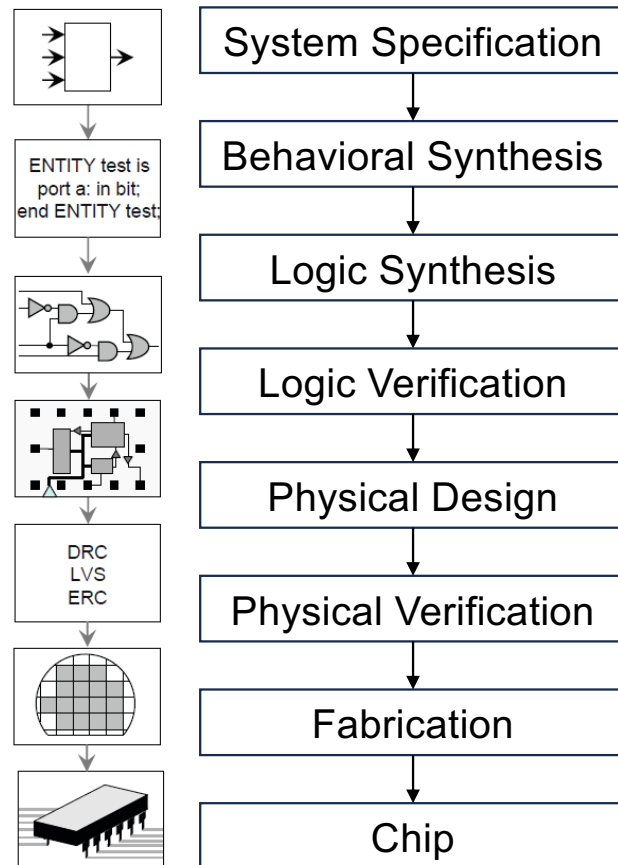 System Specification
ENTITY test is
port a: in bit;
end ENTITY test;
Behavioral Synthesis
Logic Synthesis
Logic Verification
Physical Design
DRC
LVS
ERC
Physical Verification
Fabrication
Chip